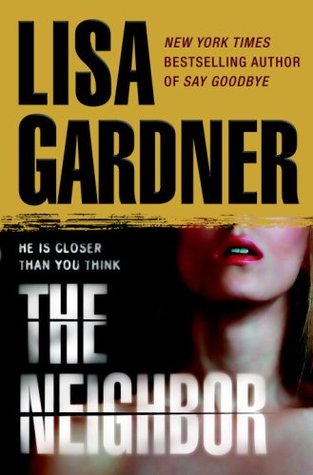 LISA
GARDNER
NEW YORK TIMES
BESTSELLING AUTHOR
OF SAY GOODBYE
HE IS CLOSER
THAN YOU THINK
THE
NEIGHBOR